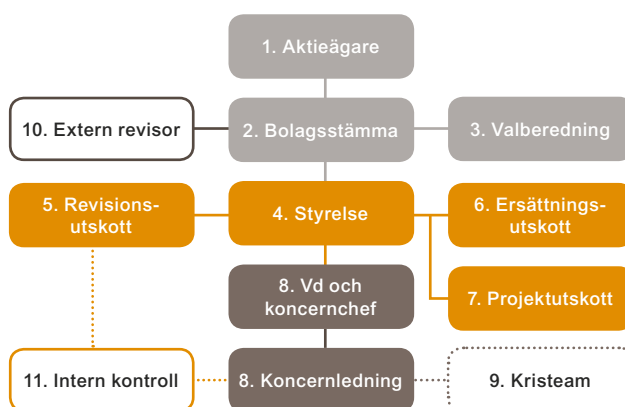 1. Aktieägare
10. Extern revisor
2. Bolagsstämma
3. Valberedning
5. Revisions-
utskott
4. Styrelse
6. Ersättnings-
utskott
8. Vd och
koncernchef
7. Projektutskott
11. Intern kontroll
8. Koncernledning
9. Kristeam